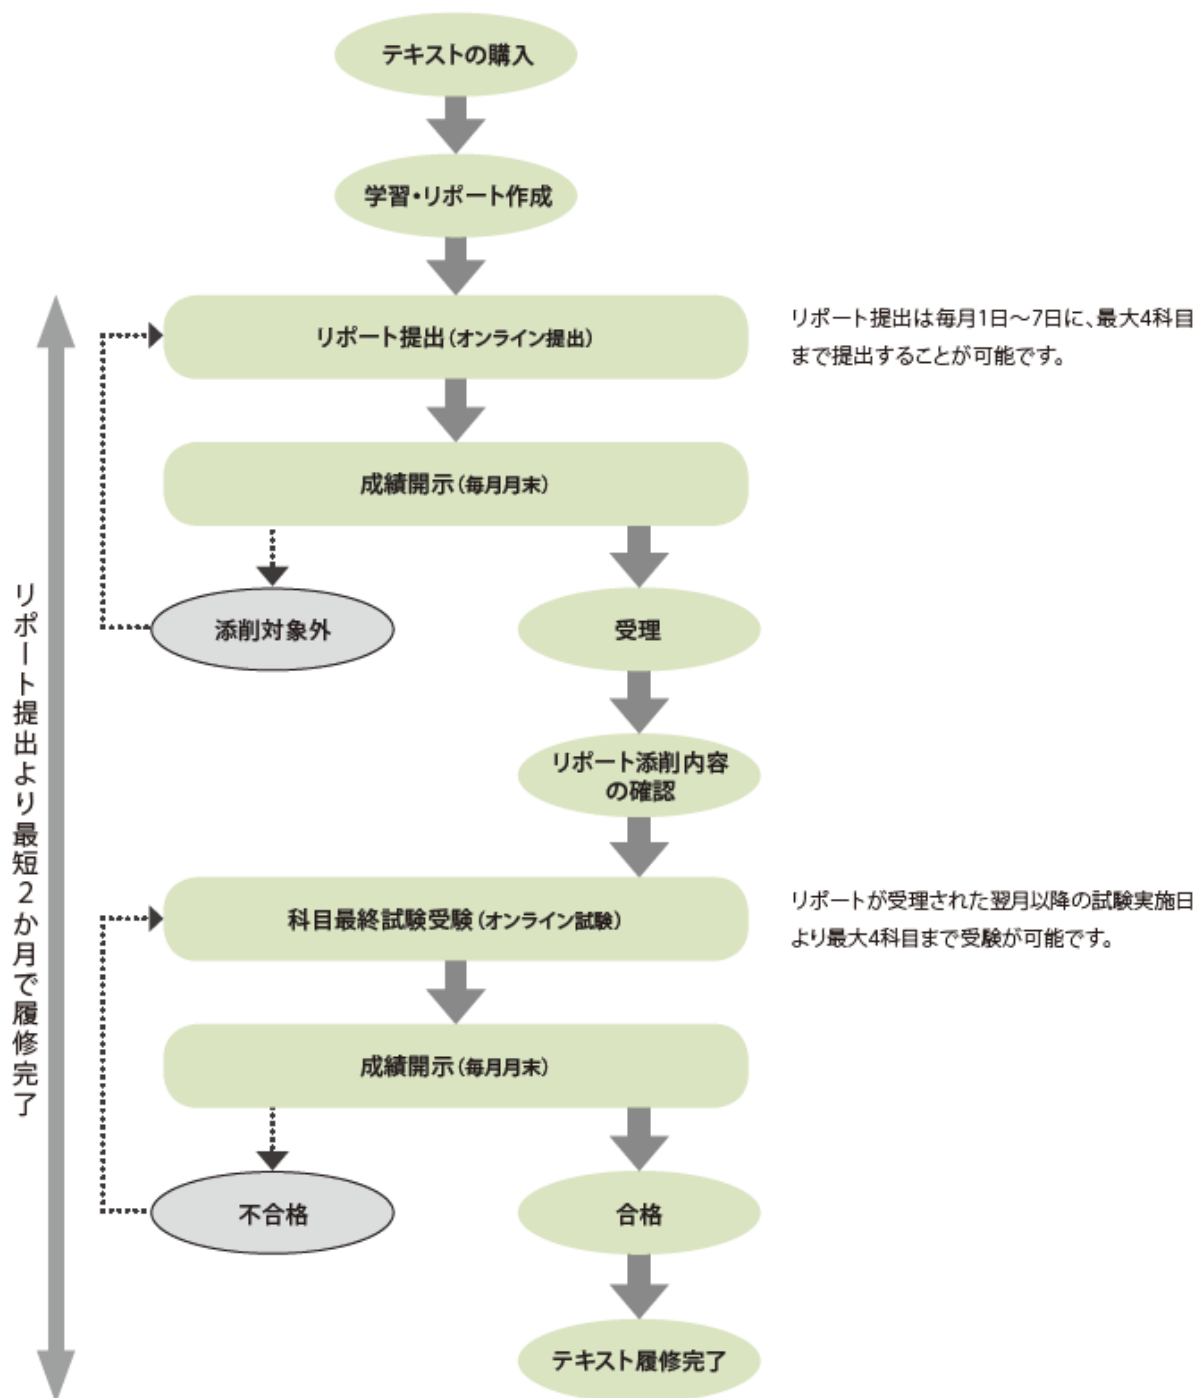 テキストの購入
学習・リポート作成
リポート提出(オンライン提出)
リポート提出は毎月1日〜7日に、最大4科目
まで提出することが可能です。
成績開示(毎月月末)
添削対象外
受理
リポート添削内容
の確認
科目最終試験受験(オンライン試験)
リポートが受理された翌月以降の試験実施日
より最大4科目まで受験が可能です。
成績開示(毎月月末)
不合格
合格
テキスト履修完了
リポート提出より最短2か月で履修完了